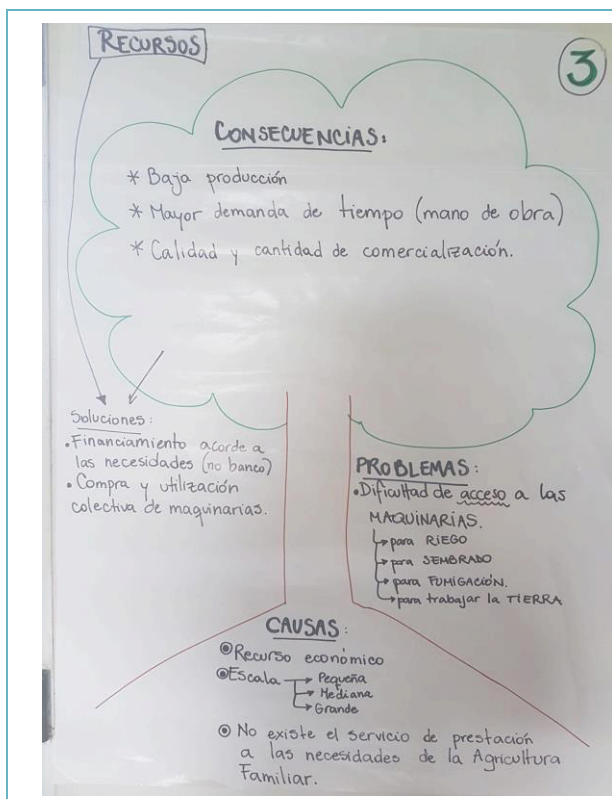 RECURSOS
3
CONSECUENCIAS:
* Baja producción
* Mayor demanda de tiempo (mano de obra)
* Calidad y cantidad de comercialización.
Soluciones:
• Financiamiento acorde a
las necesidades (no banco)
• Compra y utilización
colectiva de maquinarias.
PROBLEMAS:
• Dificultad de acceso a las
MAQUINARIAS.
→ para RIEGO
→ para SEMBRADO
→ para FUMIGACIÓN.
→ para trabajar la TIERRA
CAUSAS:
◉ Recurso económico
◉ Escala → Pequeña
→ Mediana
→ Grande
◉ No existe el servicio de prestación
a las necesidades de la Agricultura
Familiar.